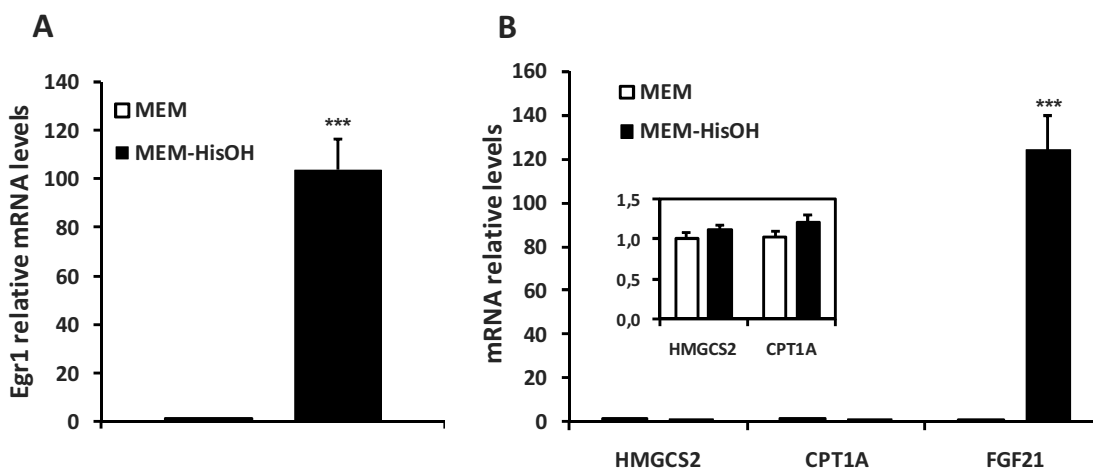 A
Egr1 relative mRNA levels
140
120
100
80
60
40
20
0
MEM
MEM-HisOH
***
B
mRNA relative levels
160
140
120
100
80
60
40
20
0
MEM
MEM-HisOH
***
1,5
1,0
0,5
0,0
HMGCS2 CPT1A
HMGCS2 CPT1A FGF21